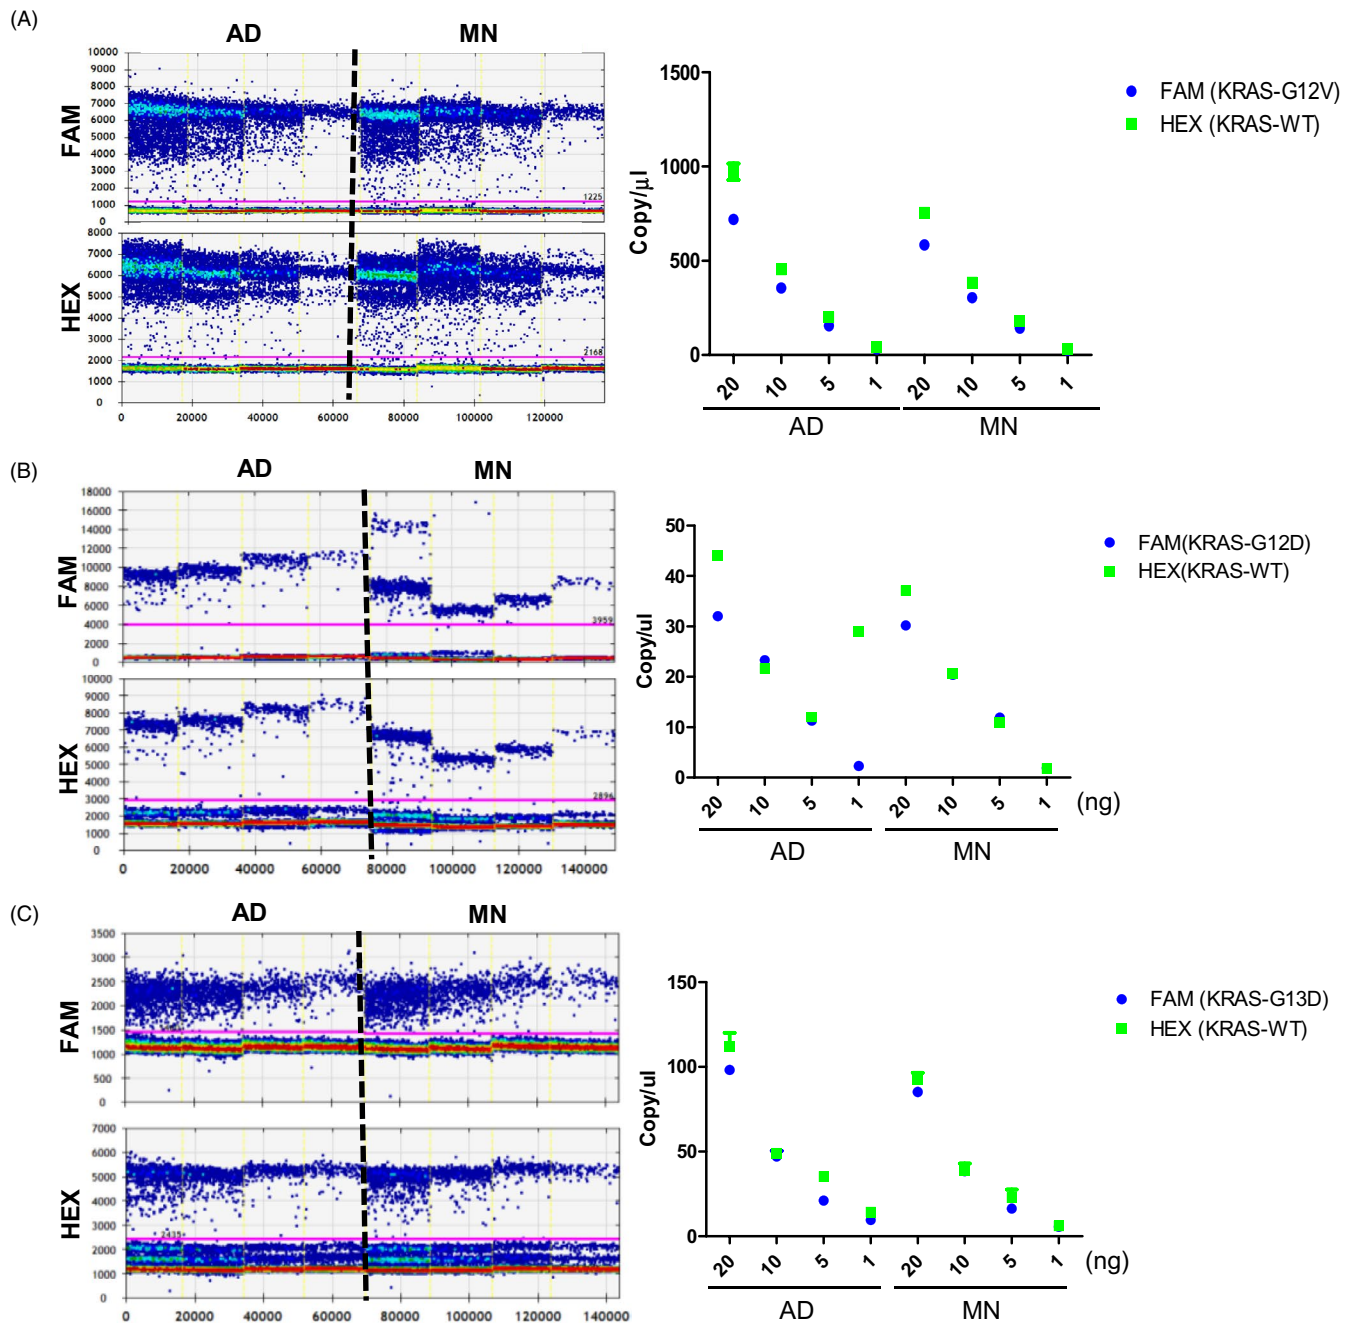 (A)
AD MN
FAM
10000
9000
8000
7000
6000
5000
4000
3000
2000
1000
0
1225
HEX
8000
7000
6000
5000
4000
3000
2000
1000
0
2168
0 20000 40000 60000 80000 100000 120000
Copy/µl
1500
1000
500
0
20 10 5 1 20 10 5 1
AD MN
FAM (KRAS-G12V)
HEX (KRAS-WT)
(B)
AD MN
FAM
18000
16000
14000
12000
10000
8000
6000
4000
2000
0
3959
HEX
10000
9000
8000
7000
6000
5000
4000
3000
2000
1000
0
2896
0 20000 40000 60000 80000 100000 120000 140000
Copy/ul
50
40
30
20
10
0
20 10 5 1 20 10 5 1 (ng)
AD MN
FAM(KRAS-G12D)
HEX(KRAS-WT)
(C)
AD MN
FAM
3500
3000
2500
2000
1500
1000
500
0
HEX
7000
6000
5000
4000
3000
2000
1000
0
2435
0 20000 40000 60000 80000 100000 120000 140000
Copy/ul
150
100
50
0
20 10 5 1 20 10 5 1 (ng)
AD MN
FAM (KRAS-G13D)
HEX (KRAS-WT)